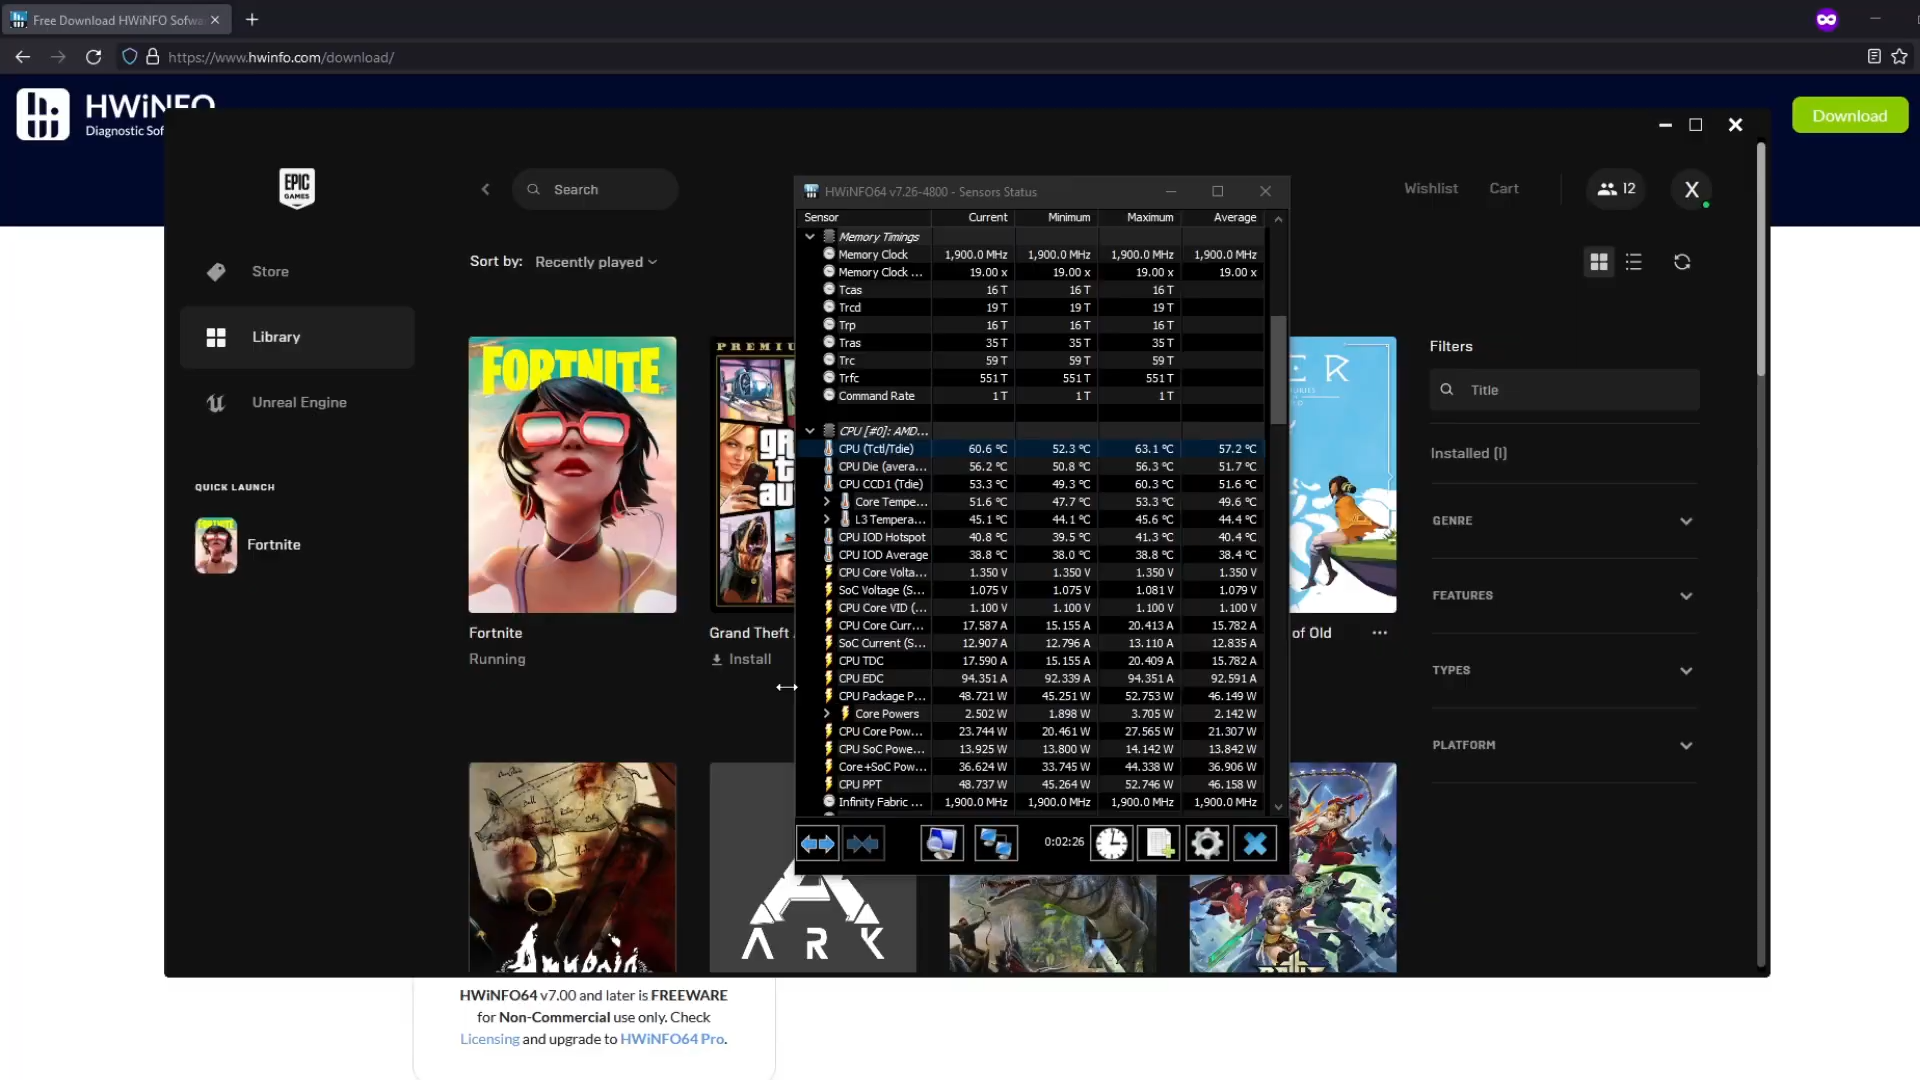 Free Download HWiNFO Sofwa
https://www.hwinfo.com/download/
HWiNFO
Diagnostic Sof
Download
EPIC
GAMES
Search
Wishlist
Cart
12
X
Store
Library
Unreal Engine
QUICK LAUNCH
Fortnite
Sort by: Recently played
FORTNITE
Fortnite
Running
PREMIU
Grand Theft
Install
of Old
ARK
Filters
Title
Installed (1)
GENRE
FEATURES
TYPES
PLATFORM
HWiNFO64 v7.26-4800 - Sensors Status
Sensor Current Minimum Maximum Average
Memory Timings
Memory Clock 1,900.0 MHz 1,900.0 MHz 1,900.0 MHz 1,900.0 MHz
Memory Clock ... 19.00 x 19.00 x 19.00 x 19.00 x
Tcas 16 T 16 T 16 T
Trcd 19 T 19 T 19 T
Trp 16 T 16 T 16 T
Tras 35 T 35 T 35 T
Trc 59 T 59 T 59 T
Trfc 551 T 551 T 551 T
Command Rate 1 T 1 T 1 T
CPU [#0]: AMD...
CPU (Tctl/Tdie) 60.6 °C 52.3 °C 63.1 °C 57.2 °C
CPU Die (avera... 56.2 °C 50.8 °C 56.3 °C 51.7 °C
CPU CCD1 (Tdie) 53.3 °C 49.3 °C 60.3 °C 51.6 °C
Core Tempe... 51.6 °C 47.7 °C 53.3 °C 49.6 °C
L3 Tempera... 45.1 °C 44.1 °C 45.6 °C 44.4 °C
CPU IOD Hotspot 40.8 °C 39.5 °C 41.3 °C 40.4 °C
CPU IOD Average 38.8 °C 38.0 °C 38.8 °C 38.4 °C
CPU Core Volta... 1.350 V 1.350 V 1.350 V 1.350 V
SoC Voltage (S... 1.075 V 1.075 V 1.081 V 1.079 V
CPU Core VID (... 1.100 V 1.100 V 1.100 V 1.100 V
CPU Core Curr... 17.587 A 15.155 A 20.413 A 15.782 A
SoC Current (S... 12.907 A 12.796 A 13.110 A 12.835 A
CPU TDC 17.590 A 15.155 A 20.409 A 15.782 A
CPU EDC 94.351 A 92.339 A 94.351 A 92.591 A
CPU Package P... 48.721 W 45.251 W 52.753 W 46.149 W
Core Powers 2.502 W 1.898 W 3.705 W 2.142 W
CPU Core Pow... 23.744 W 20.461 W 27.565 W 21.307 W
CPU SoC Powe... 13.925 W 13.800 W 14.142 W 13.842 W
Core+SoC Pow... 36.624 W 33.745 W 44.338 W 36.906 W
CPU PPT 48.737 W 45.264 W 52.746 W 46.158 W
Infinity Fabric ... 1,900.0 MHz 1,900.0 MHz 1,900.0 MHz 1,900.0 MHz
0:02:26
HWiNFO64 v7.00 and later is FREEWARE
for Non-Commercial use only. Check
Licensing and upgrade to HWiNFO64 Pro.